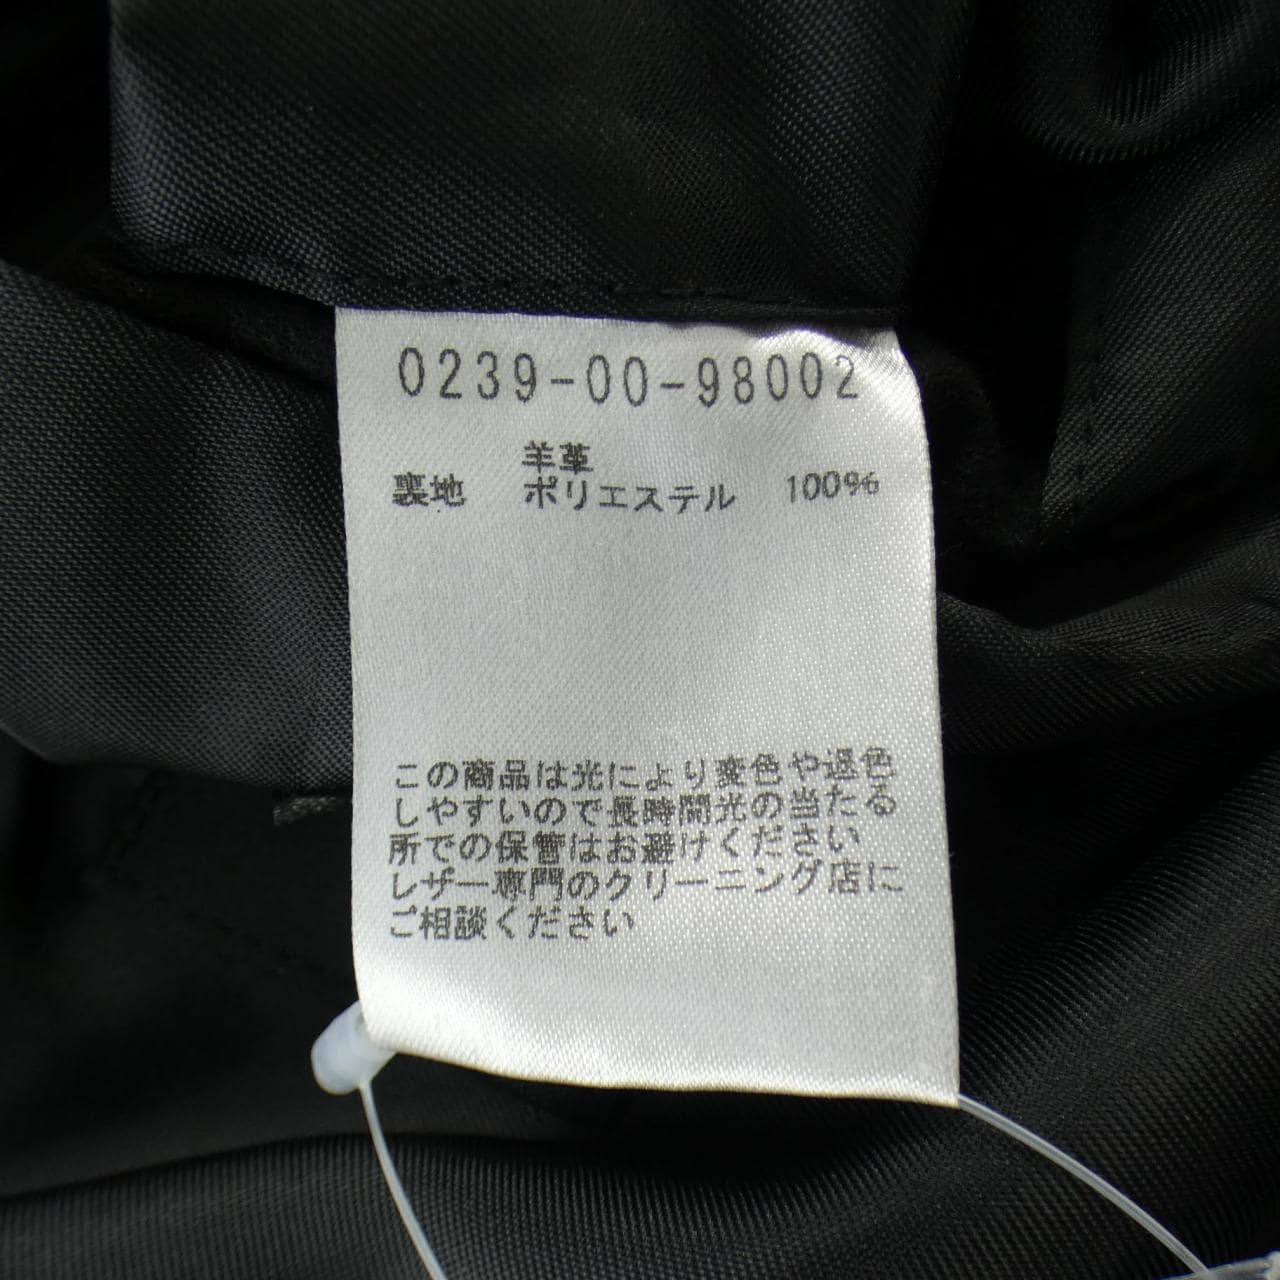 0239-00-98002
羊革
裏地 ポリエステル 100%
この商品は光により変色や退色
しやすいので長時間光の当たる
所での保管はお避けください
レザー専門のクリーニング店に
ご相談ください